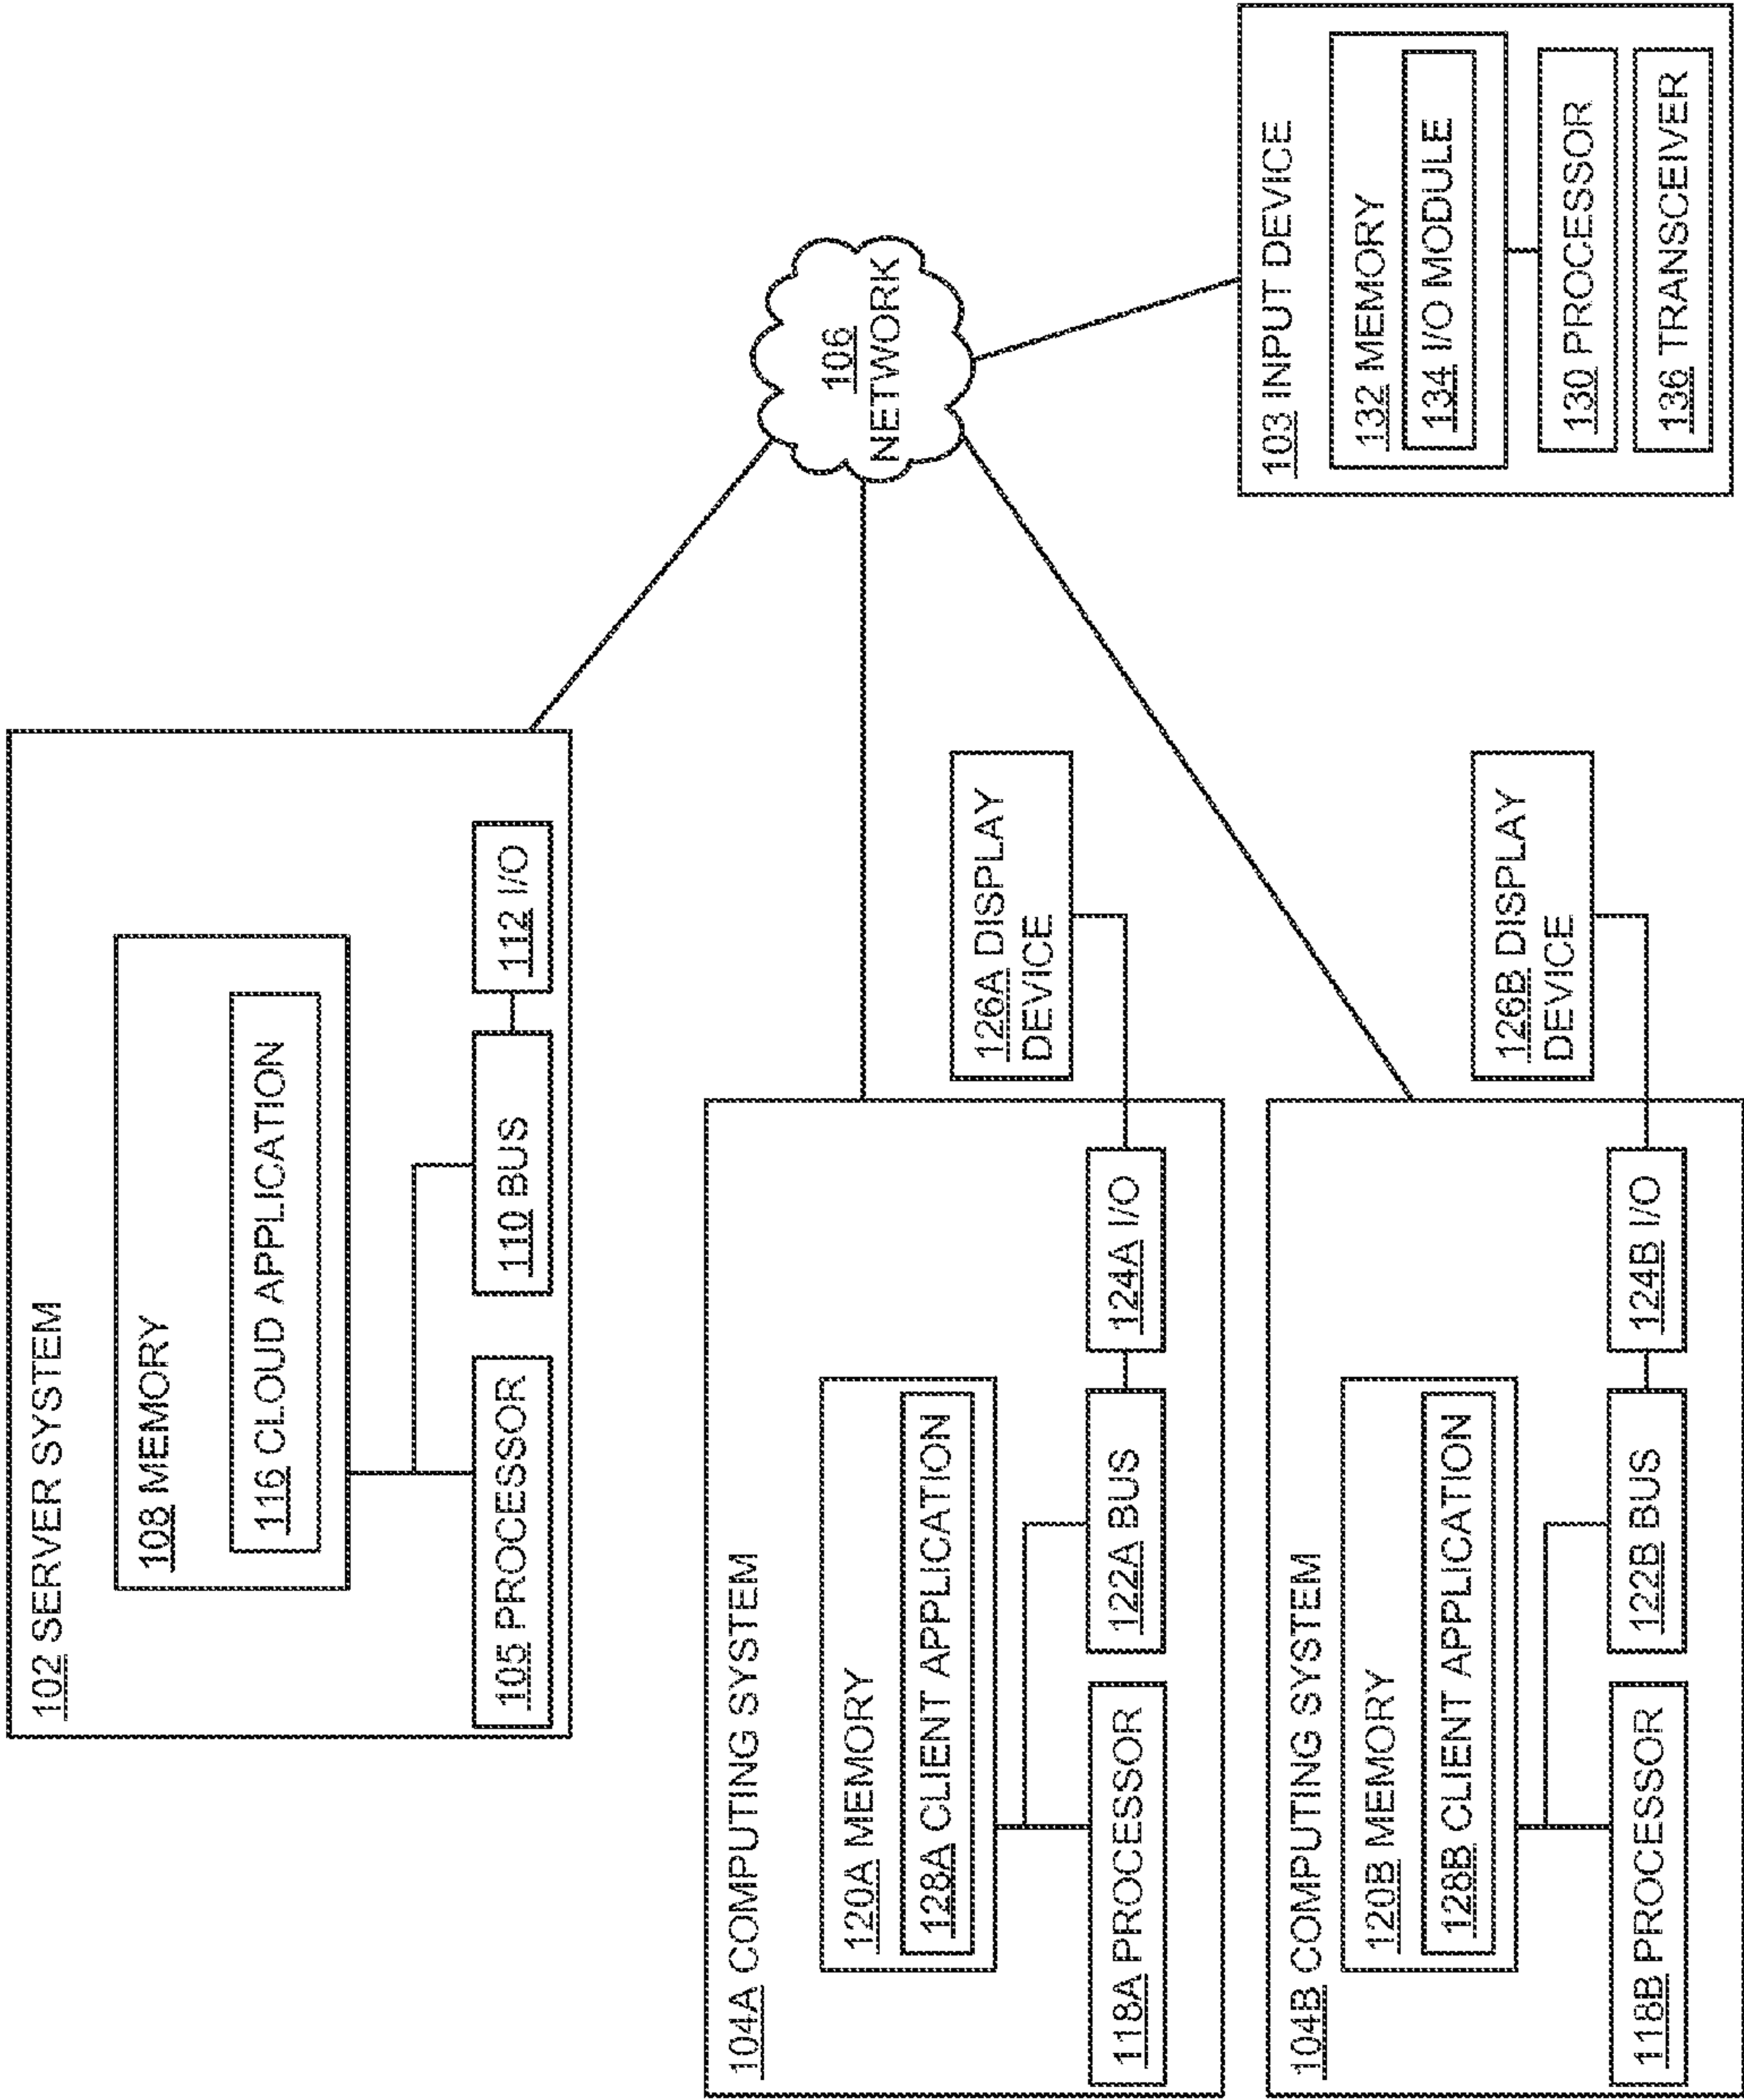 102 SERVER SYSTEM
108 MEMORY
116 CLOUD APPLICATION
105 PROCESSOR
110 BUS
112 I/O
106
NETWORK
104A COMPUTING SYSTEM
120A MEMORY
128A CLIENT APPLICATION
118A PROCESSOR
122A BUS
124A I/O
126A DISPLAY
DEVICE
104B COMPUTING SYSTEM
120B MEMORY
128B CLIENT APPLICATION
118B PROCESSOR
122B BUS
124B I/O
126B DISPLAY
DEVICE
103 INPUT DEVICE
132 MEMORY
134 I/O MODULE
130 PROCESSOR
136 TRANSCEIVER